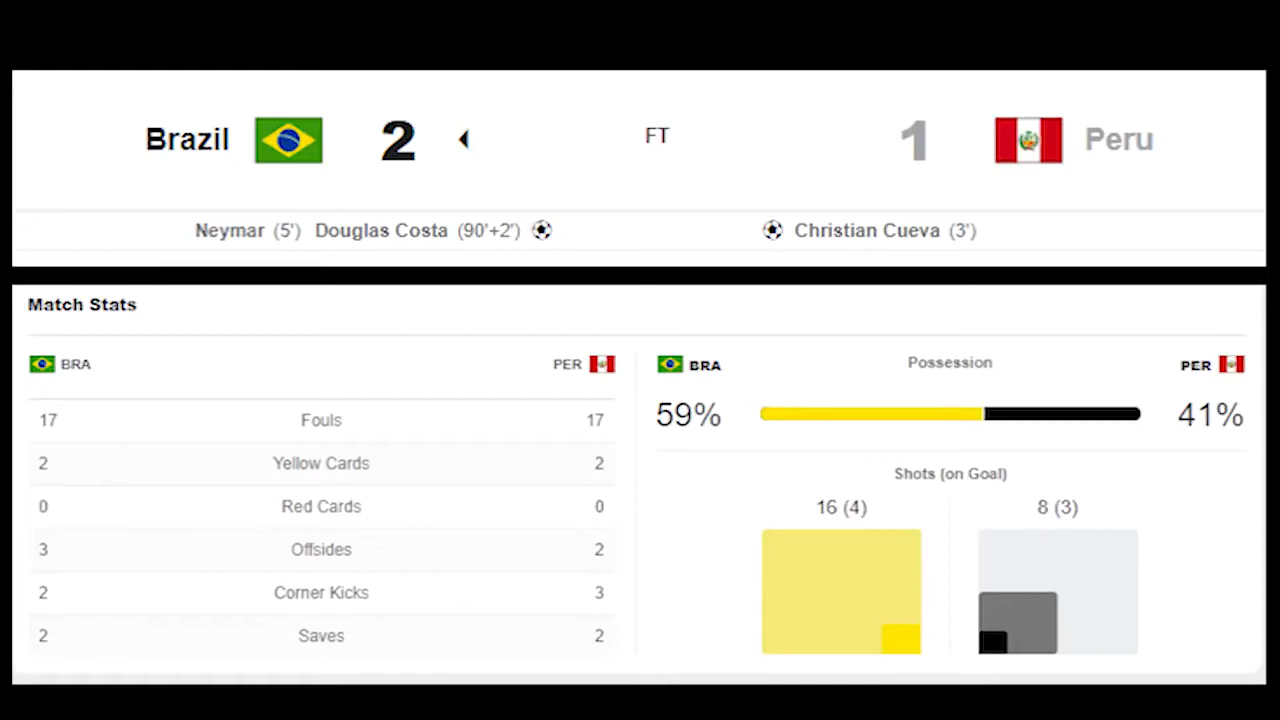 Brazil 2 FT 1 Peru
Neymar (5') Douglas Costa (90'+2') Christian Cueva (3')
Match Stats
BRA PER
17 Fouls 17
2 Yellow Cards 2
0 Red Cards 0
3 Offsides 2
2 Corner Kicks 3
2 Saves 2
BRA Possession PER
59% 41%
Shots (on Goal)
16 (4) 8 (3)